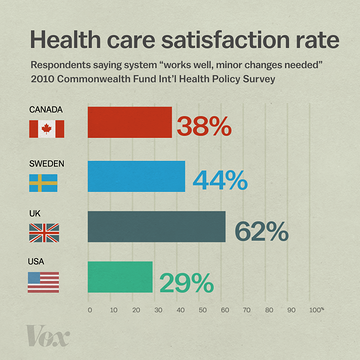 Health care satisfaction rate
Respondents saying system “works well, minor changes needed”
2010 Commonwealth Fund Int’l Health Policy Survey
CANADA
38%
SWEDEN
44%
UK
62%
USA
29%
0 10 20 30 40 50 60 70 80 90 100%
Vox